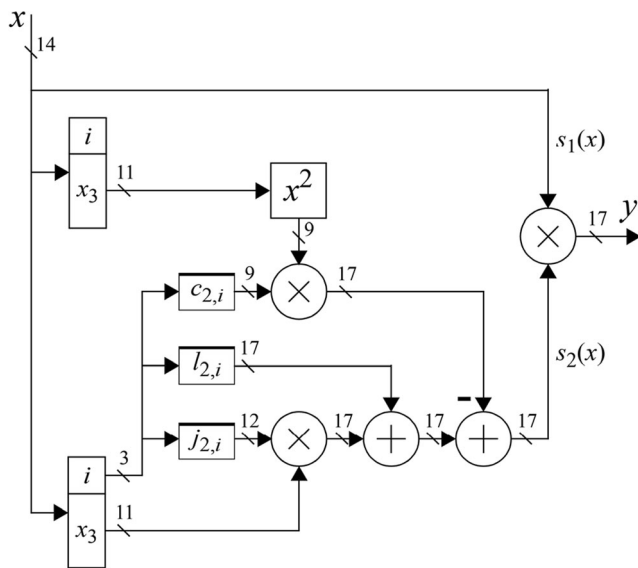 x
14
i
x₃
11
x²
9
s₁(x)
y
17
×
c₂,ᵢ
9
×
17
l₂,ᵢ
17
s₂(x)
j₂,ᵢ
12
×
17
+
17
-
+
17
i
3
x₃
11